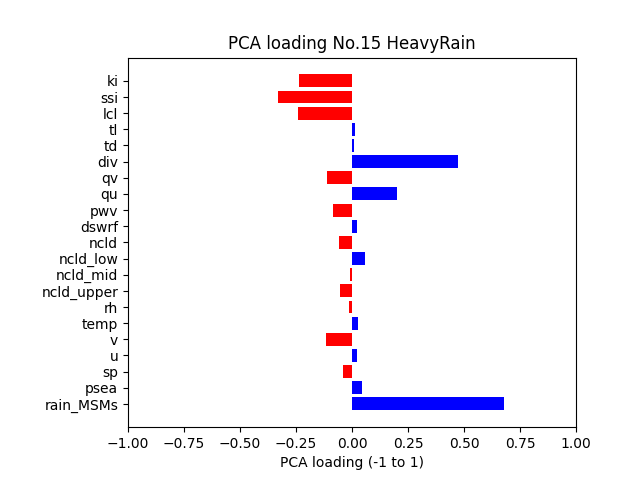 PCA loading No.15 HeavyRain
ki
ssi
lcl
tl
td
div
qv
qu
pwv
dswrf
ncld
ncld_low
ncld_mid
ncld_upper
rh
temp
v
u
sp
psea
rain_MSMs
−1.00 −0.75 −0.50 −0.25 0.00 0.25 0.50 0.75 1.00
PCA loading (-1 to 1)